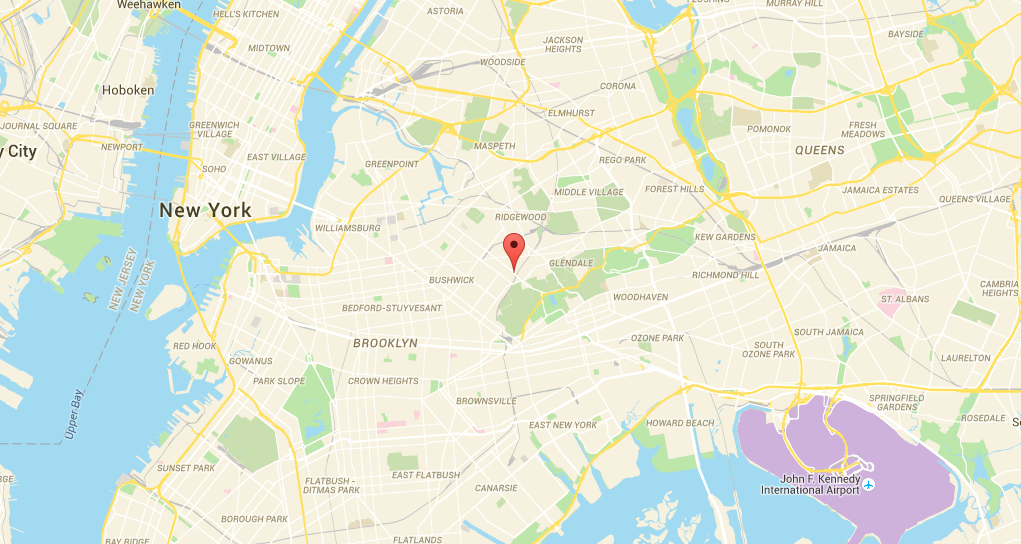 Weehawken
HELL'S KITCHEN
ASTORIA
MURRAY HILL
BAYSIDE
MIDTOWN
JACKSON
HEIGHTS
WOODSIDE
Hoboken
CORONA
ELMHURST
JOURNAL SQUARE
NEWPORT
GREENWICH
VILLAGE
POMONOK
FRESH
MEADOWS
y City
EAST VILLAGE
MASPETH
QUEENS
SOHO
GREENPOINT
REGO PARK
MIDDLE VILLAGE
FOREST HILLS
JAMAICA ESTATES
QUEENS VILLAGE
New York
RIDGEWOOD
WILLIAMSBURG
KEW GARDENS
JAMAICA
NEW JERSEY
NEW YORK
BUSHWICK
GLENDALE
RICHMOND HILL
WOODHAVEN
ST. ALBANS
CAMBRIA
HEIGHTS
BEDFORD-STUYVESANT
RED HOOK
BROOKLYN
OZONE PARK
SOUTH JAMAICA
SOUTH
OZONE PARK
GOWANUS
LAURELTON
PARK SLOPE
CROWN HEIGHTS
Upper Bay
BROWNSVILLE
SPRINGFIELD
GARDENS
ROSEDALE
EAST NEW YORK
HOWARD BEACH
SUNSET PARK
EAST FLATBUSH
FLATBUSH -
DITMAS PARK
CANARSIE
John F. Kennedy
International Airport
BOROUGH PARK
FLATLANDS
BAY RIDGE